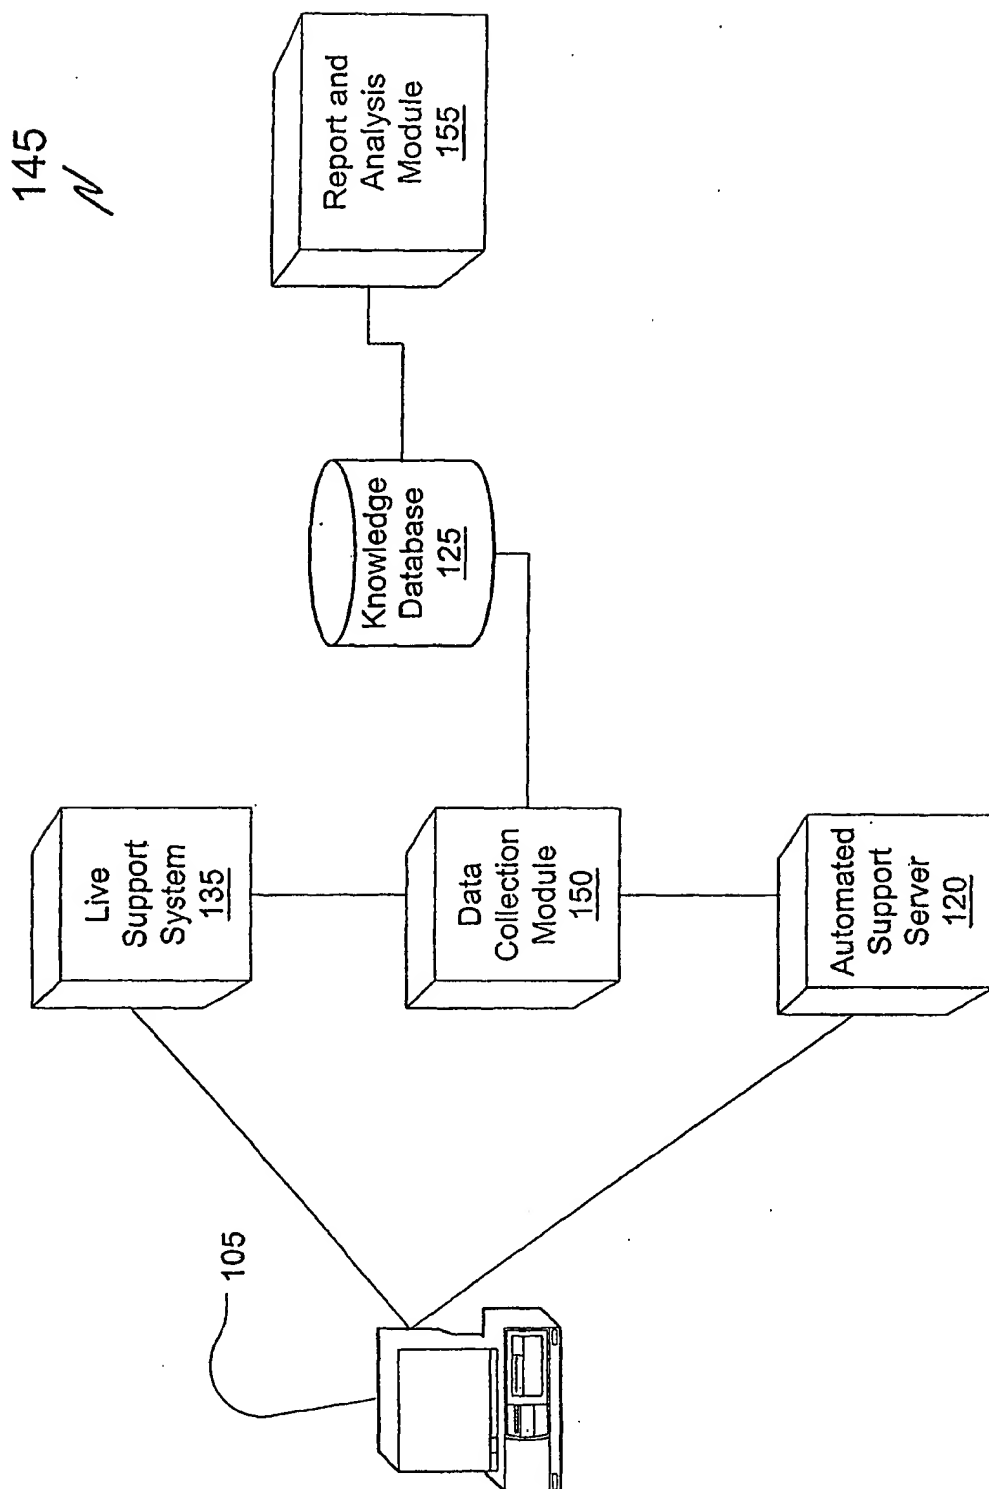 145
Live
Support
System
135
Report and
Analysis
Module
155
Knowledge
Database
125
Data
Collection
Module
150
105
Automated
Support
Server
120